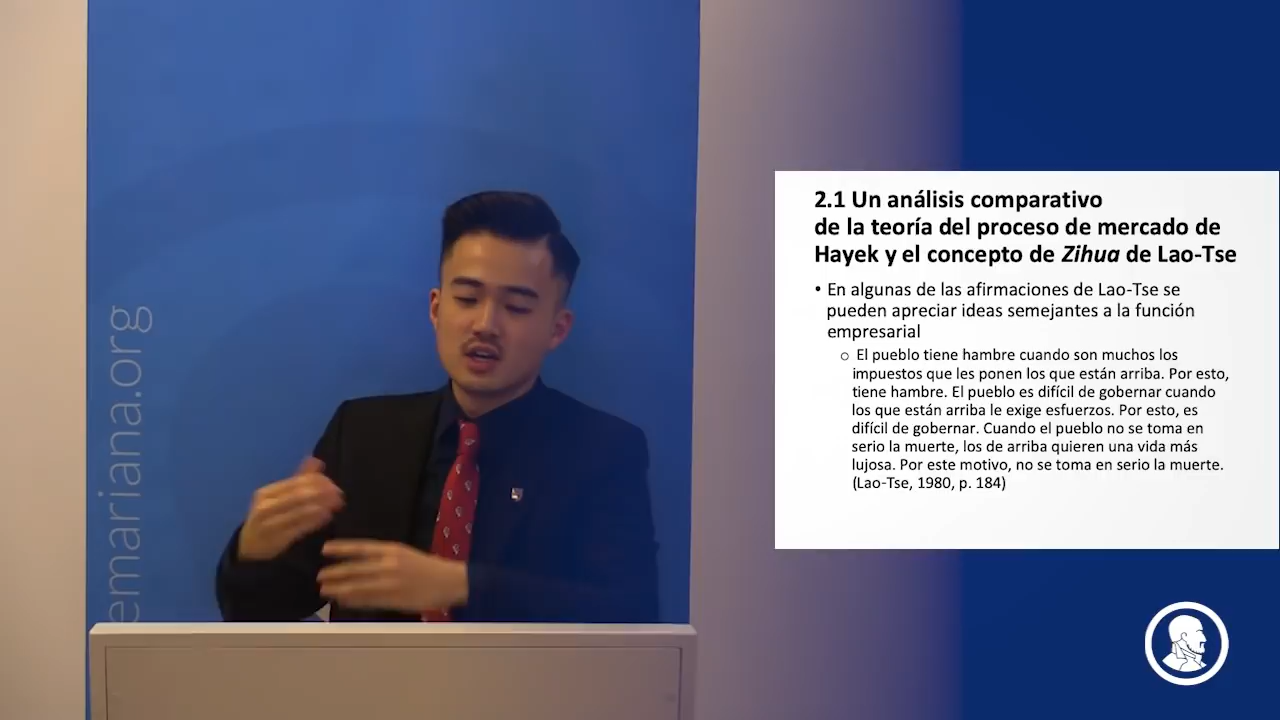 emariana.org
2.1 Un análisis comparativo
de la teoría del proceso de mercado de
Hayek y el concepto de Zihua de Lao-Tse
• En algunas de las afirmaciones de Lao-Tse se
pueden apreciar ideas semejantes a la función
empresarial
o El pueblo tiene hambre cuando son muchos los
impuestos que les ponen los que están arriba. Por esto,
tiene hambre. El pueblo es difícil de gobernar cuando
los que están arriba le exige esfuerzos. Por esto, es
difícil de gobernar. Cuando el pueblo no se toma en
serio la muerte, los de arriba quieren una vida más
lujosa. Por este motivo, no se toma en serio la muerte.
(Lao-Tse, 1980, p. 184)